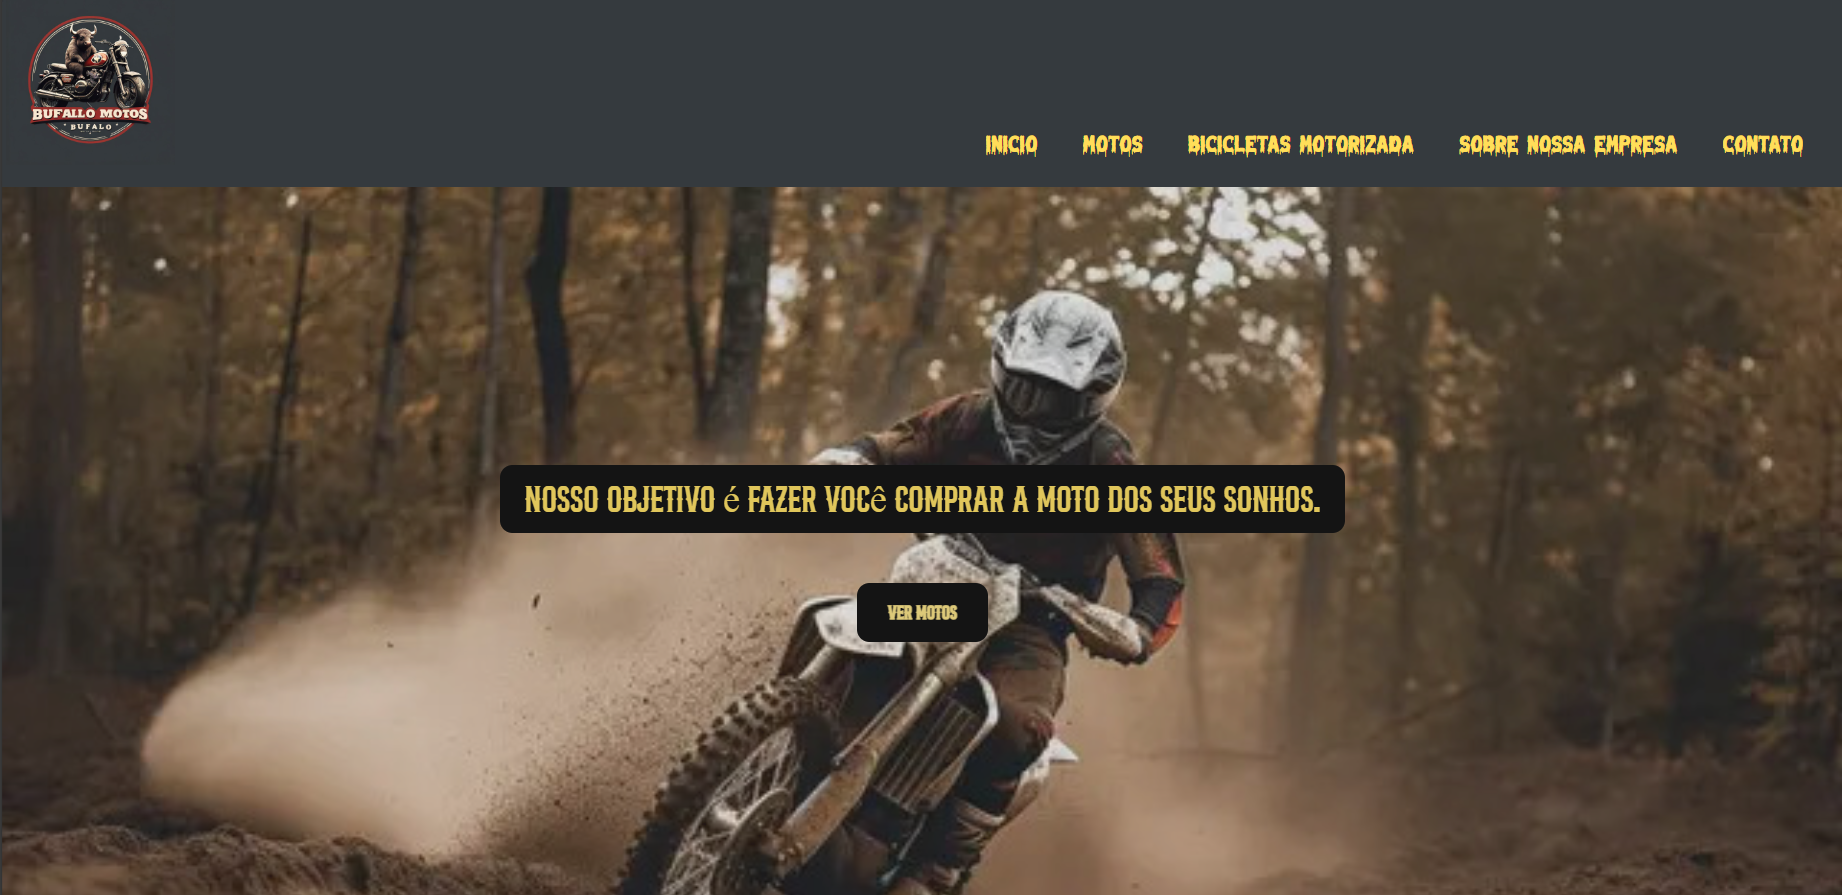 BUFALLO MOTOS
BUFALO
INICIO MOTOS BICICLETAS MOTORIZADA SOBRE NOSSA EMPRESA CONTATO
NOSSO OBJETIVO é FAZER VOCê COMPRAR A MOTO DOS SEUS SONHOS.
VER MOTOS